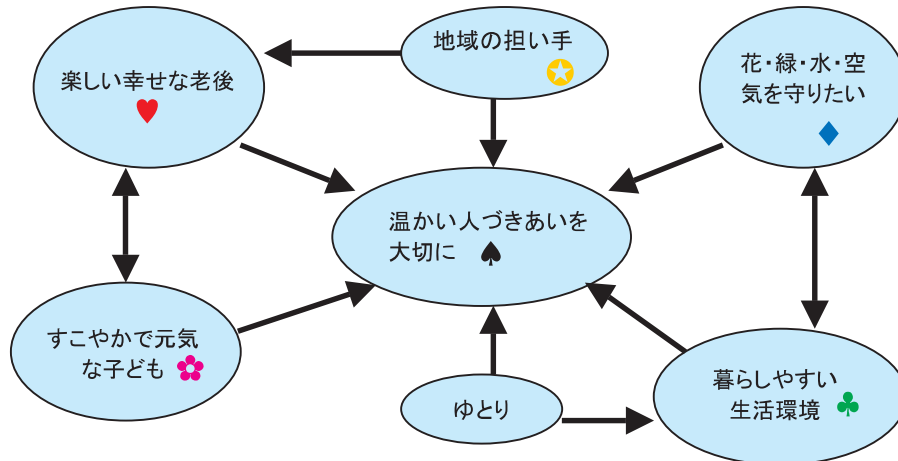 地域の担い手
楽しい幸せな老後
花・緑・水・空
気を守りたい
温かい人づきあいを
大切に
すこやかで元気
な子ども
ゆとり
暮らしやすい
生活環境